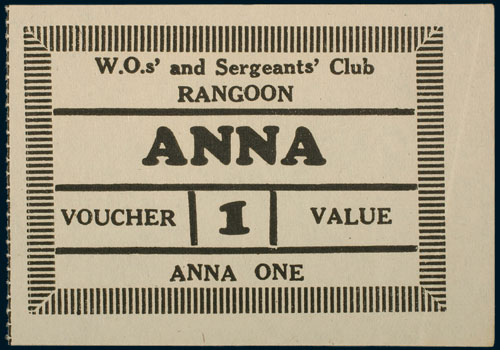 W.O.s' and Sergeants' Club
RANGOON
ANNA
VOUCHER 1 VALUE
ANNA ONE